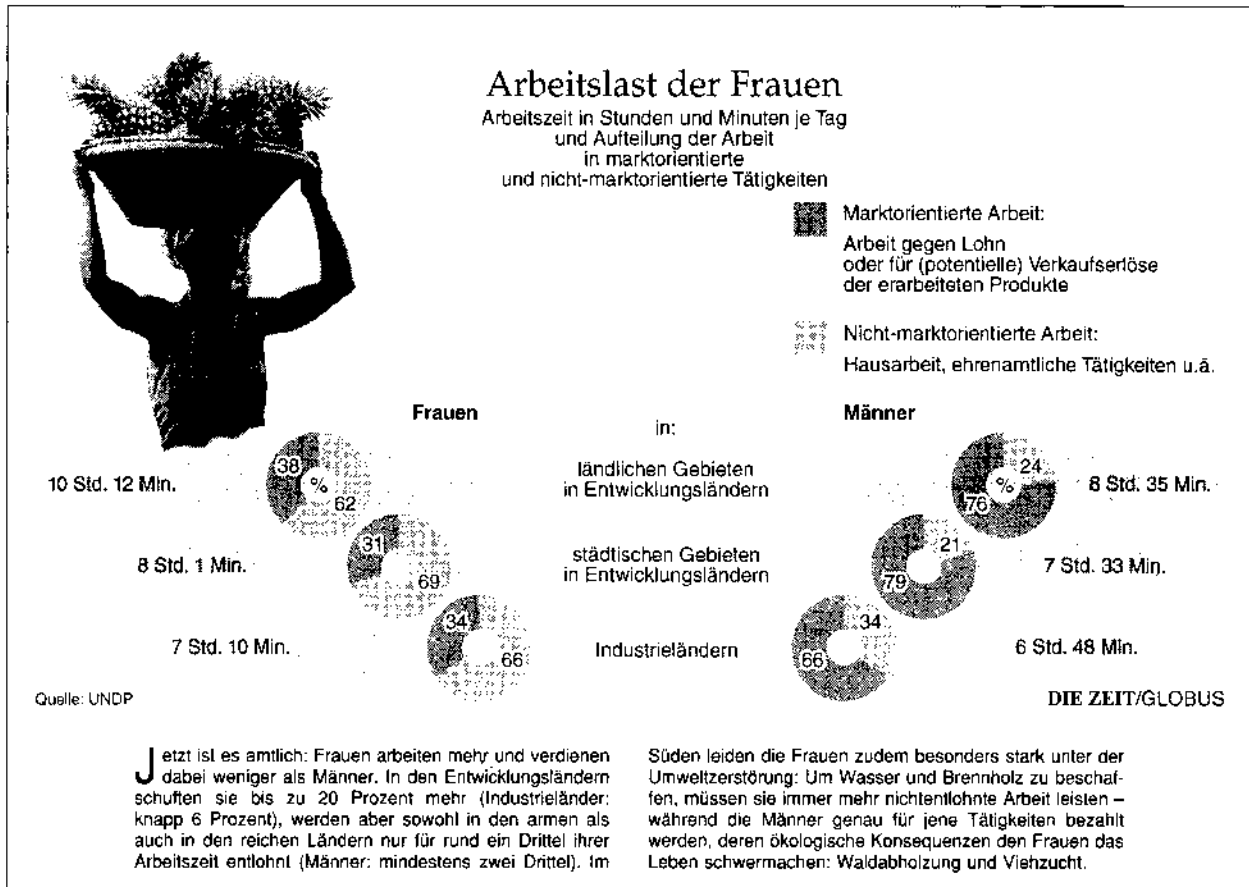 Arbeitslast der Frauen
Arbeitszeit in Stunden und Minuten je Tag
und Aufteilung der Arbeit
in marktorientierte
und nicht-marktorientierte Tätigkeiten
Marktorientierte Arbeit:
Arbeit gegen Lohn
oder für (potentielle) Verkaufserlöse
der erarbeiteten Produkte
Nicht-marktorientierte Arbeit:
Hausarbeit, ehrenamtliche Tätigkeiten u.ä.
Frauen
in:
Männer
10 Std. 12 Min.
38
%
62
ländlichen Gebieten
in Entwicklungsländern
24
%
76
8 Std. 35 Min.
8 Std. 1 Min.
31
69
städtischen Gebieten
in Entwicklungsländern
21
79
7 Std. 33 Min.
7 Std. 10 Min.
34
66
Industrieländern
34
66
6 Std. 48 Min.
Quelle: UNDP
DIE ZEIT/GLOBUS
Jetzt ist es amtlich: Frauen arbeiten mehr und verdienen
dabei weniger als Männer. In den Entwicklungsländern
schuften sie bis zu 20 Prozent mehr (Industrieländer:
knapp 6 Prozent), werden aber sowohl in den armen als
auch in den reichen Ländern nur für rund ein Drittel ihrer
Arbeitszeit entlohnt (Männer: mindestens zwei Drittel). Im
Süden leiden die Frauen zudem besonders stark unter der
Umweltzerstörung: Um Wasser und Brennholz zu beschaf-
fen, müssen sie immer mehr nichtentlohnte Arbeit leisten –
während die Männer genau für jene Tätigkeiten bezahlt
werden, deren ökologische Konsequenzen den Frauen das
Leben schwermachen: Waldabholzung und Viehzucht.